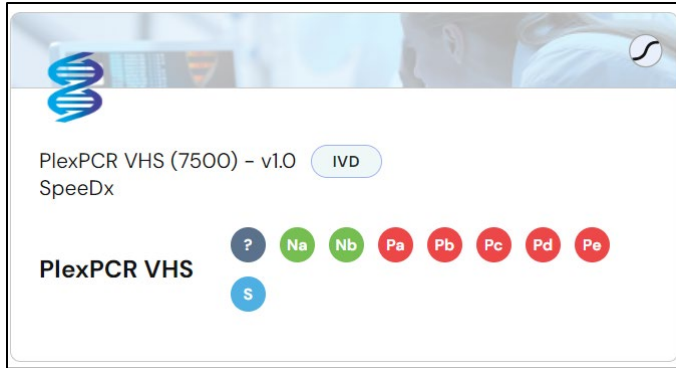 PlexPCR VHS (7500) - v1.0 IVD
SpeeDx
PlexPCR VHS ? Na Nb Pa Pb Pc Pd Pe
S